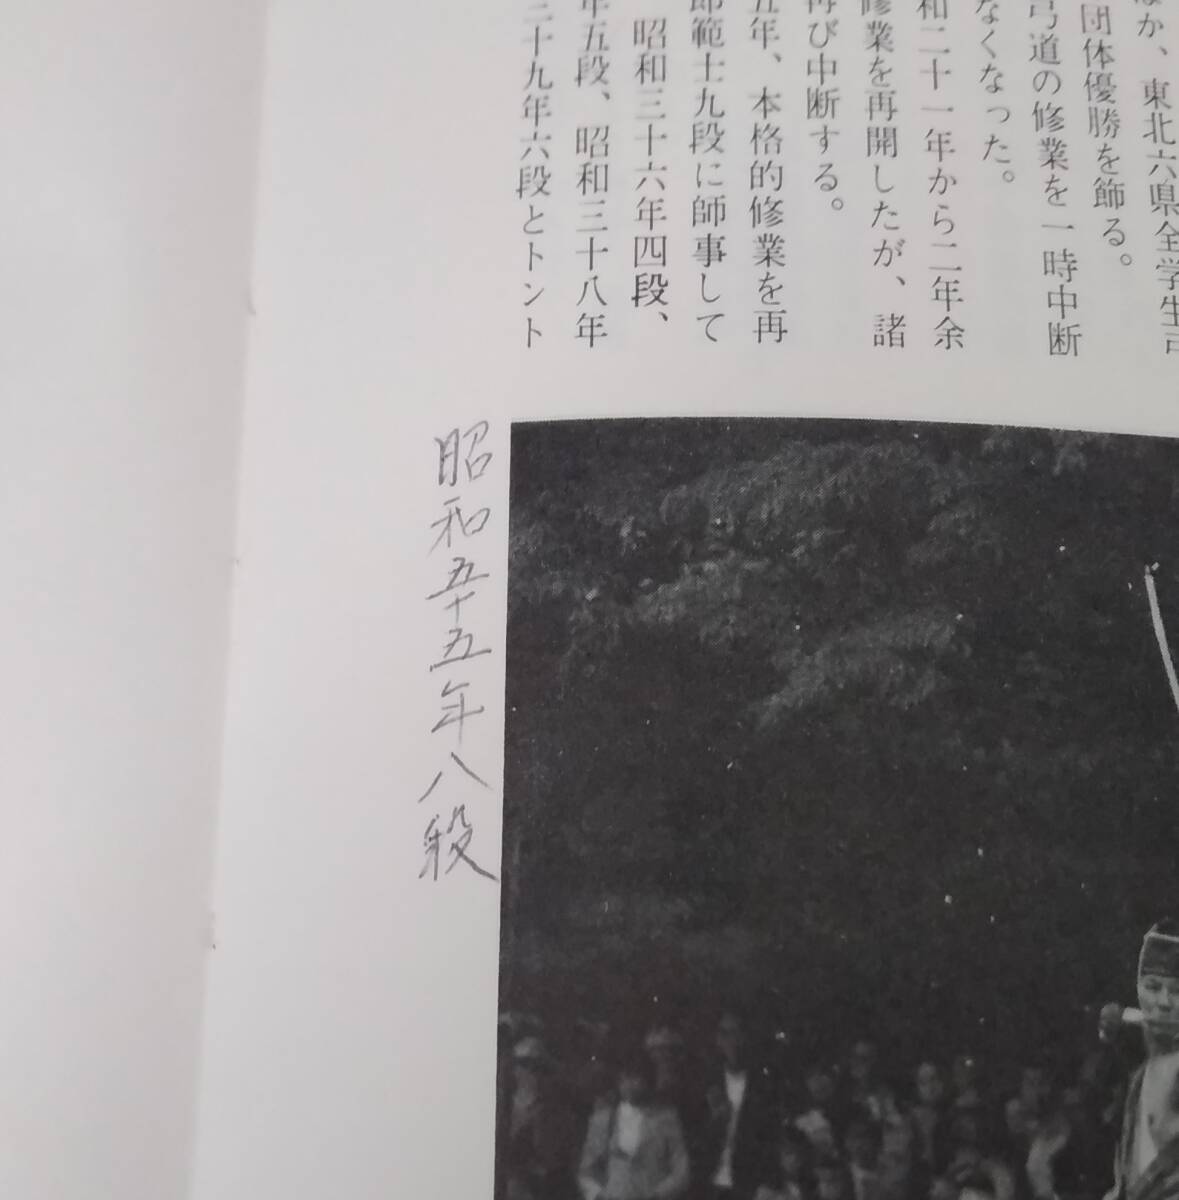 ほか、東北六県全学生弓
団体優勝を飾る。
弓道の修業を一時中断
なくなった。
和二十一年から二年余
修業を再開したが、諸
再び中断する。
五年、本格的修業を再
師範士九段に師事して
昭和三十六年四段、
年五段、昭和三十八年
三十九年六段とトント
昭和五十五年八段